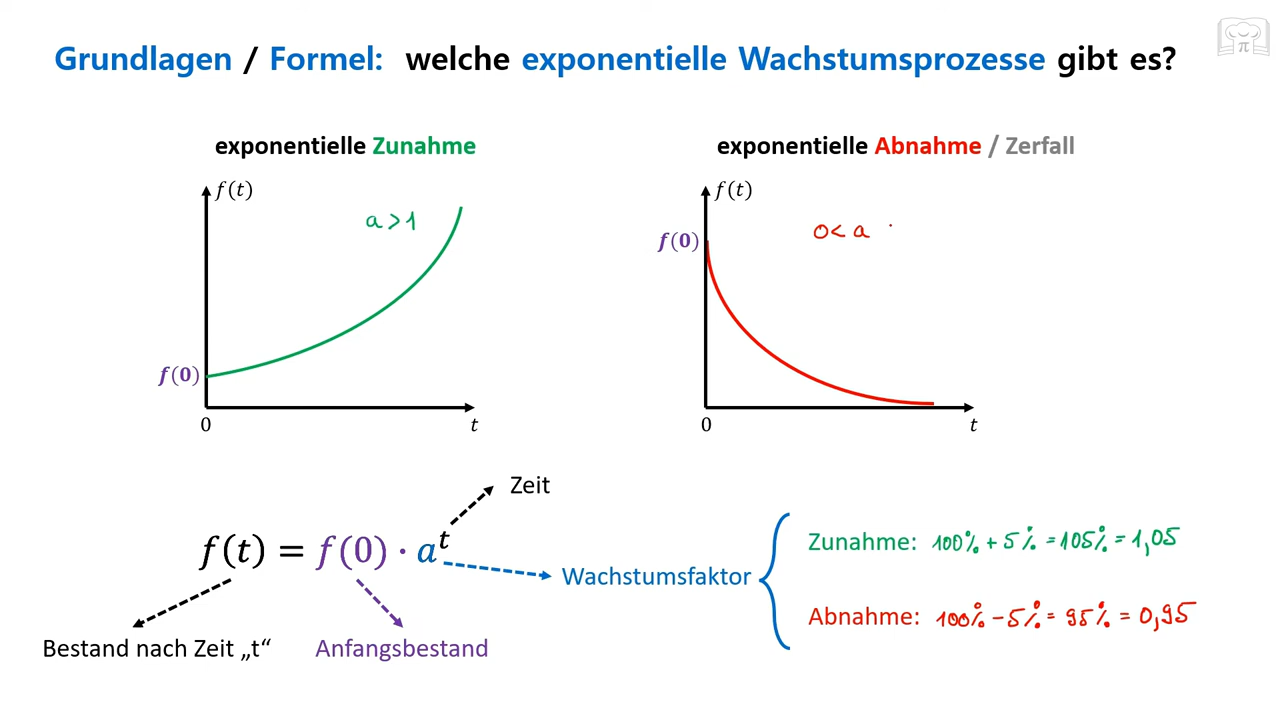 Grundlagen / Formel: welche exponentielle Wachstumsprozesse gibt es?
π
exponentielle Zunahme
f(t)
a > 1
f(0)
0
t
exponentielle Abnahme / Zerfall
f(t)
f(0)
0 < a
0
t
Zeit
f(t) = f(0) · a^t
Wachstumsfaktor
Bestand nach Zeit „t“
Anfangsbestand
Zunahme: 100% + 5% = 105% = 1,05
Abnahme: 100% − 5% = 95% = 0,95